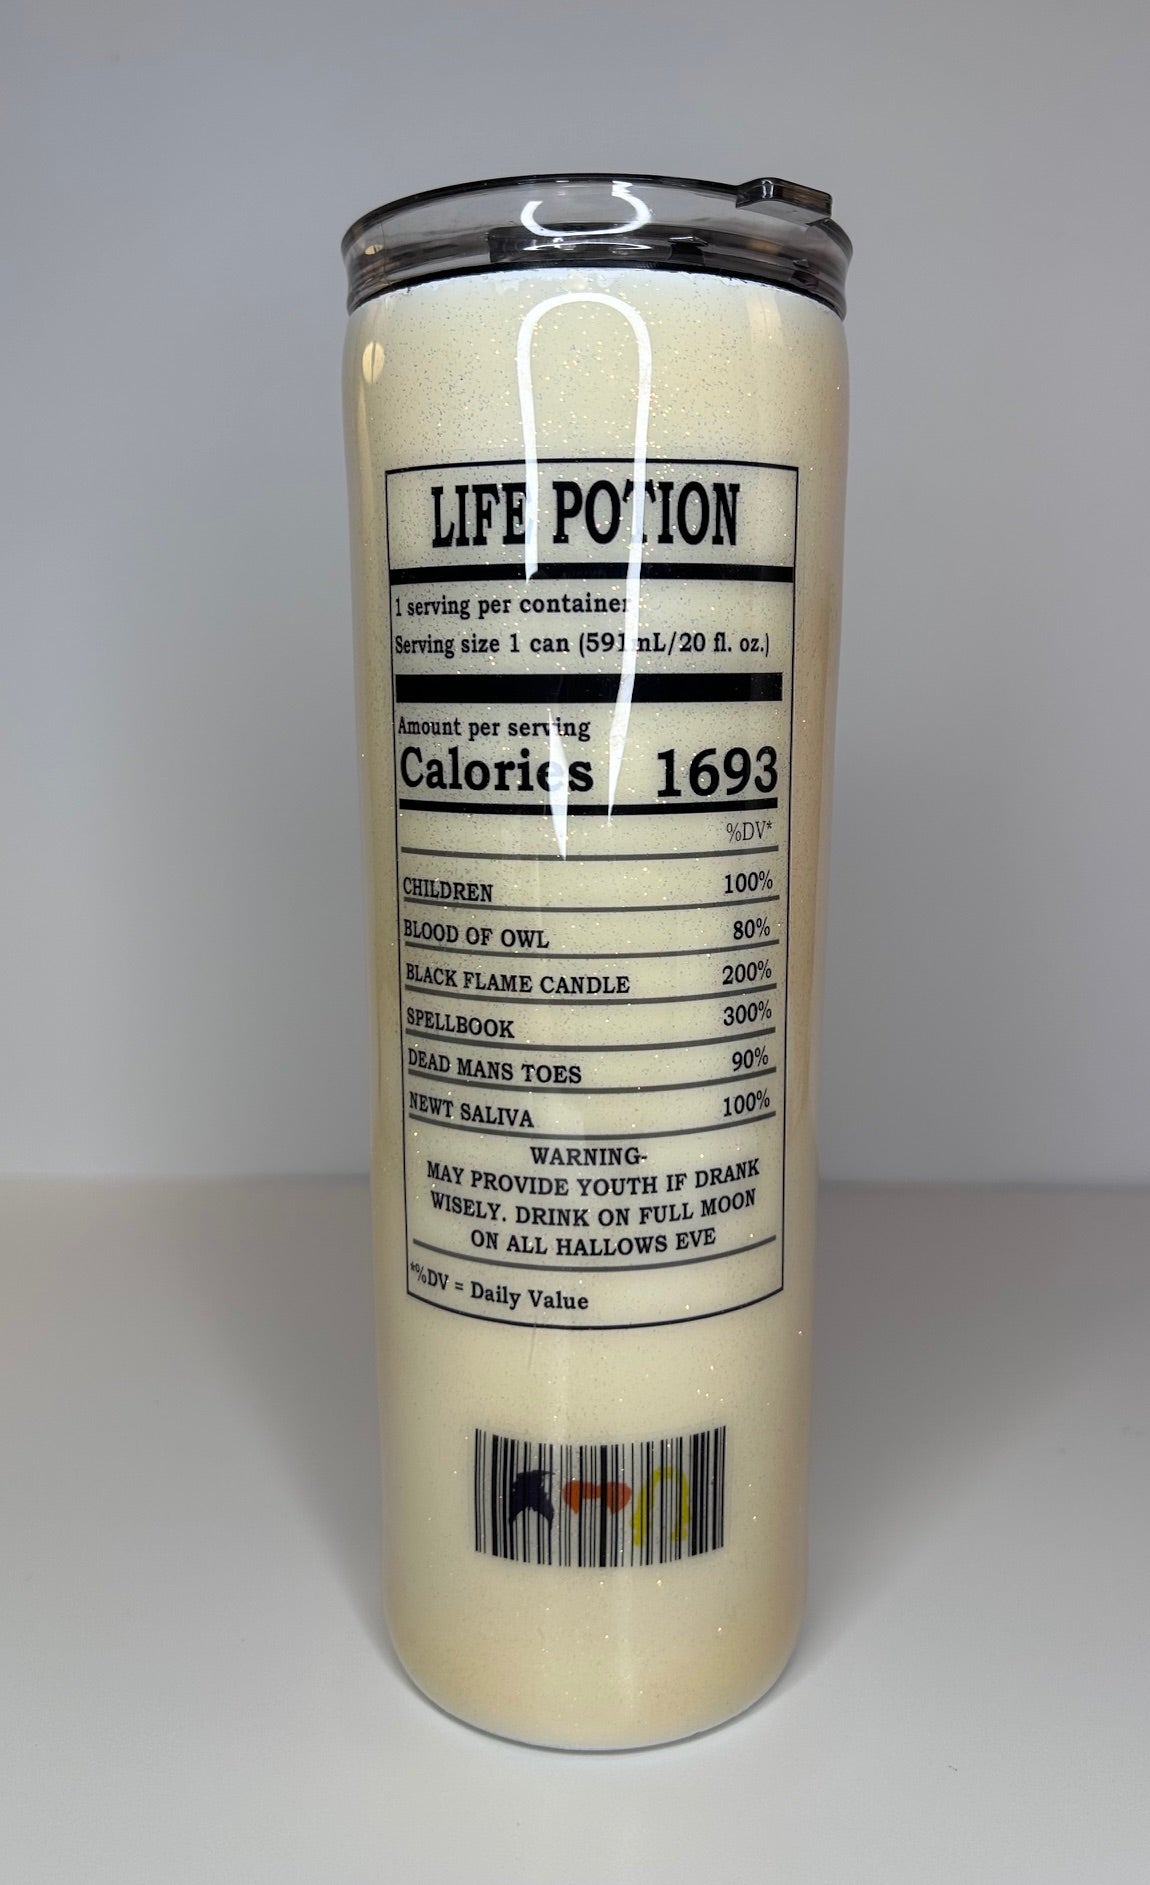 LIFE POTION
1 serving per container
Serving size 1 can (591mL/20 fl. oz.)
Amount per serving
Calories 1693
%DV*
CHILDREN 100%
BLOOD OF OWL 80%
BLACK FLAME CANDLE 200%
SPELLBOOK 300%
DEAD MANS TOES 90%
NEWT SALIVA 100%
WARNING-
MAY PROVIDE YOUTH IF DRANK
WISELY. DRINK ON FULL MOON
ON ALL HALLOWS EVE
*%DV = Daily Value